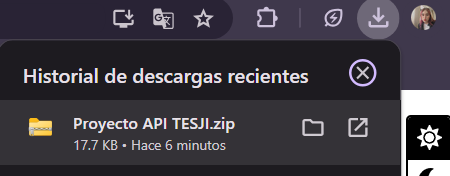 Historial de descargas recientes
Proyecto API TESJI.zip
17.7 KB • Hace 6 minutos